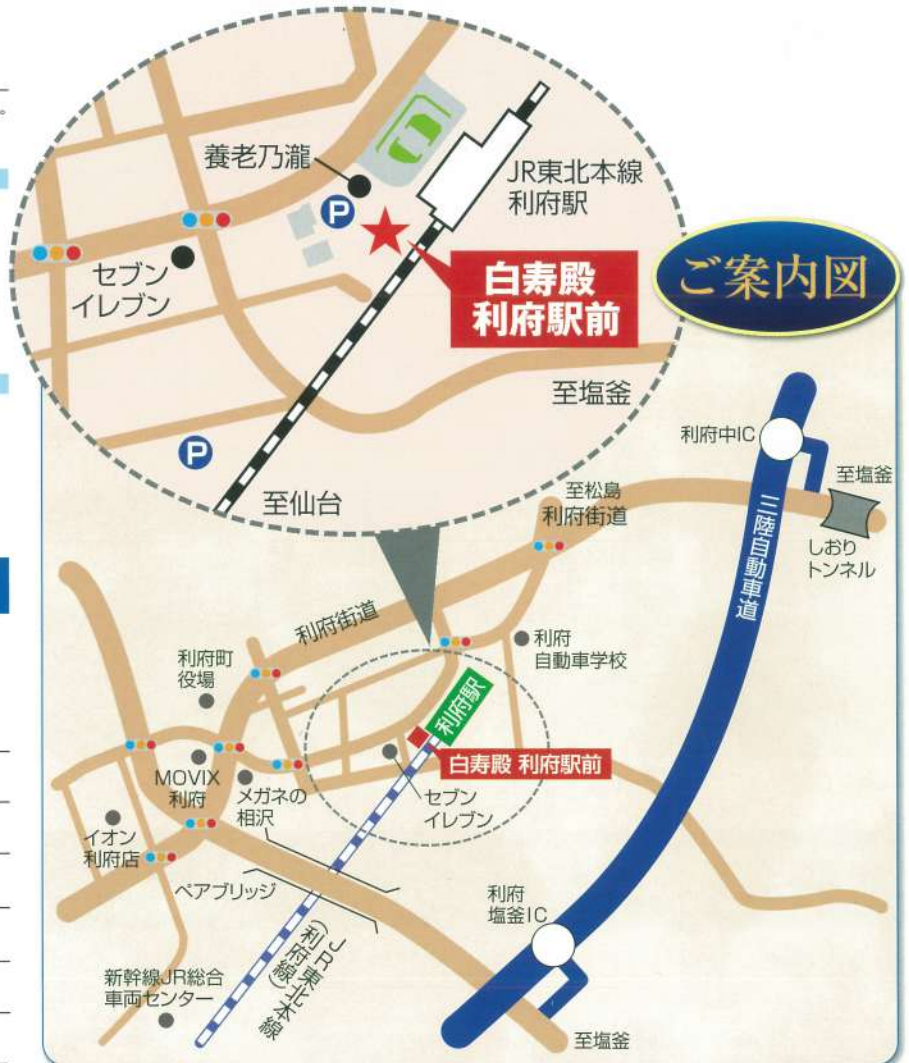 養老乃瀧
P
JR東北本線
利府駅
セブン
イレブン
白寿殿
利府駅前
ご案内図
至塩釜
P
至仙台
利府中IC
至塩釜
至松島
利府街道
しおり
トンネル
三陸自動車道
利府街道
利府
自動車学校
利府町
役場
利府駅
白寿殿 利府駅前
MOVIX
利府
メガネの
相沢
セブン
イレブン
イオン
利府店
ペアブリッジ
利府
塩釜IC
JR東北本線
(利府線)
新幹線JR総合
車両センター
至塩釜